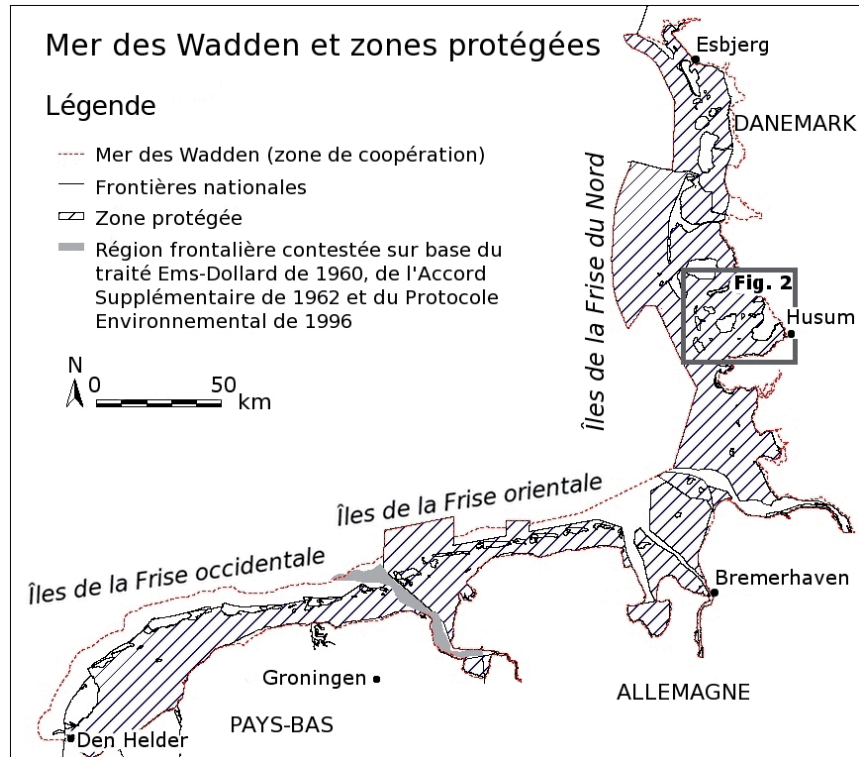 Mer des Wadden et zones protégées
Légende
Mer des Wadden (zone de coopération)
Frontières nationales
Zone protégée
Région frontalière contestée sur base du
traité Ems-Dollard de 1960, de l'Accord
Supplémentaire de 1962 et du Protocole
Environnemental de 1996
N
0 50
km
Esbjerg
DANEMARK
Îles de la Frise du Nord
Fig. 2
Husum
Îles de la Frise orientale
Îles de la Frise occidentale
Bremerhaven
Groningen
ALLEMAGNE
PAYS-BAS
Den Helder